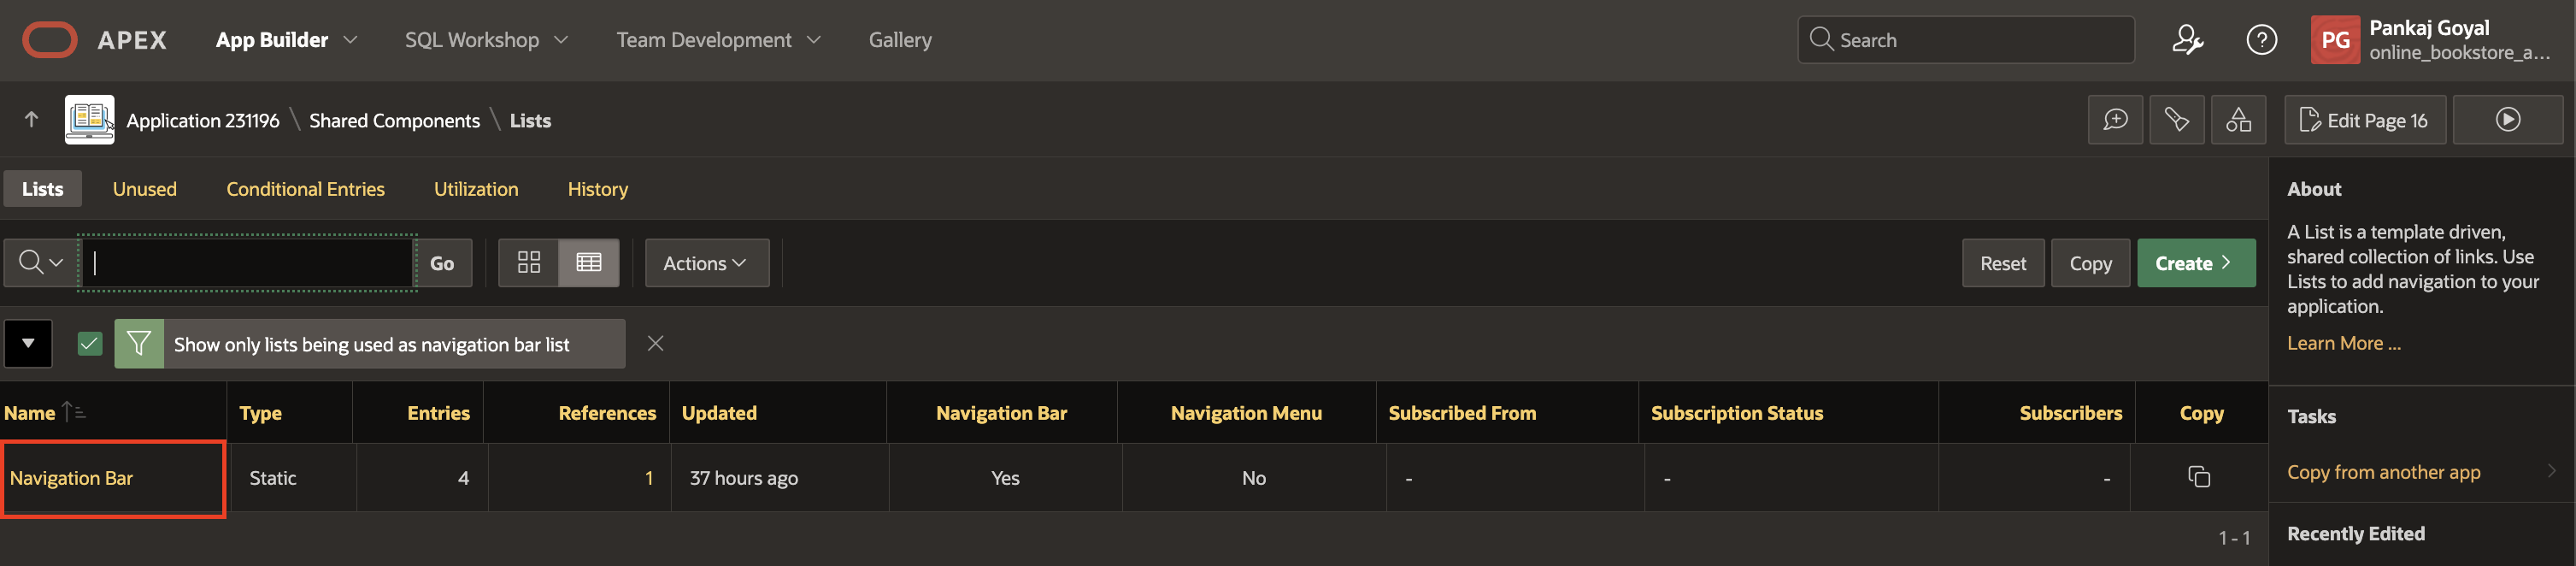 APEX App Builder SQL Workshop Team Development Gallery Search PG Pankaj Goyal
online_bookstore_a...
Application 231196 \ Shared Components \ Lists Edit Page 16
Lists Unused Conditional Entries Utilization History
Go Actions Reset Copy Create
Show only lists being used as navigation bar list
Name Type Entries References Updated Navigation Bar Navigation Menu Subscribed From Subscription Status Subscribers Copy
Navigation Bar Static 4 1 37 hours ago Yes No - - -
1 - 1
About
A List is a template driven,
shared collection of links. Use
Lists to add navigation to your
application.
Learn More ...
Tasks
Copy from another app
Recently Edited